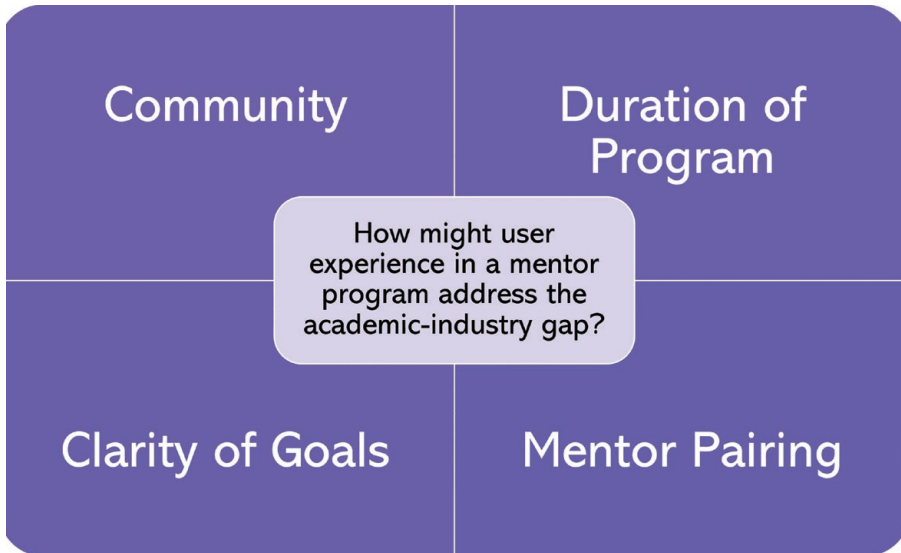 Community
Duration of
Program
How might user
experience in a mentor
program address the
academic-industry gap?
Clarity of Goals
Mentor Pairing